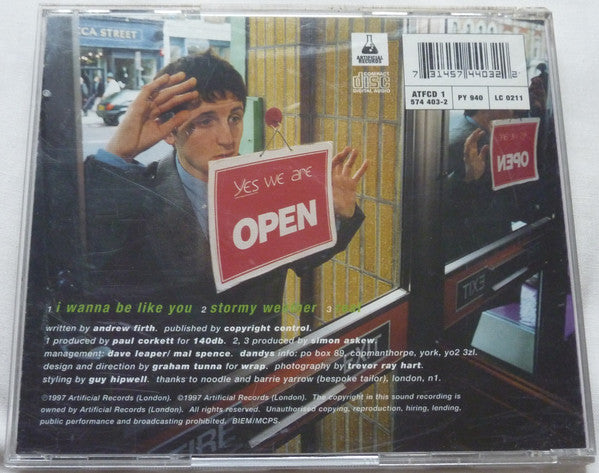 CA STREET
ARTIFICIAL
RECORDS
COMPACT
disc
DIGITAL AUDIO
7 31457 44032 2
ATFCD 1
574 403-2
PY 940
LC 0211
YES WE ARE
OPEN
OPEN
1 i wanna be like you 2 stormy weather 3 
written by andrew firth. published by copyright control.
1 produced by paul corkett for 140db. 2, 3 produced by simon askew.
management: dave leaper/ mal spence. dandys info: po box 89, copmanthorpe, york, yo2 3zl.
design and direction by graham tunna for wrap. photography by trevor ray hart.
styling by guy hipwell. thanks to noodle and barrie yarrow (bespoke tailor), london, n1.
℗1997 Artificial Records (London). ©1997 Artificial Records (London). The copyright in this sound recording is
owned by Artificial Records (London). All rights reserved. Unauthorised copying, reproduction, hiring, lending,
public performance and broadcasting prohibited. BIEM/MCPS.
FIRE